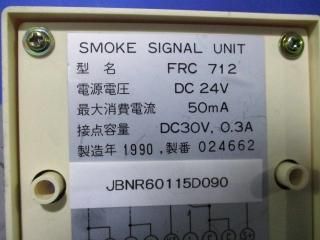 SMOKE SIGNAL UNIT
型 名 FRC 712
電源電圧 DC 24V
最大消費電流 50mA
接点容量 DC30V, 0.3A
製造年 1990, 製番 024662
JBNR60115D090